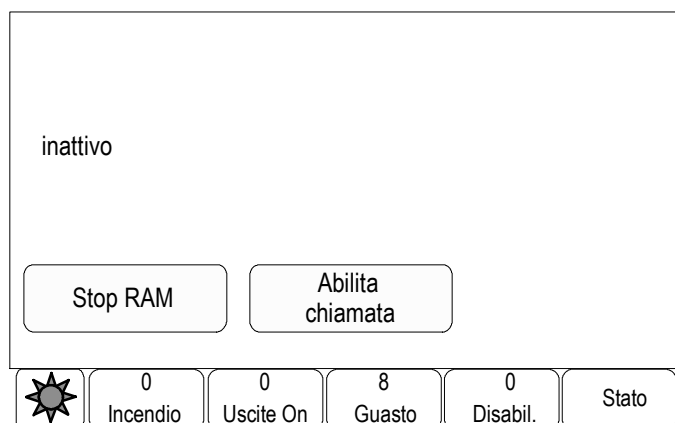 inattivo
Stop RAM
Abilita
chiamata
0
Incendio
0
Uscite On
8
Guasto
0
Disabil.
Stato